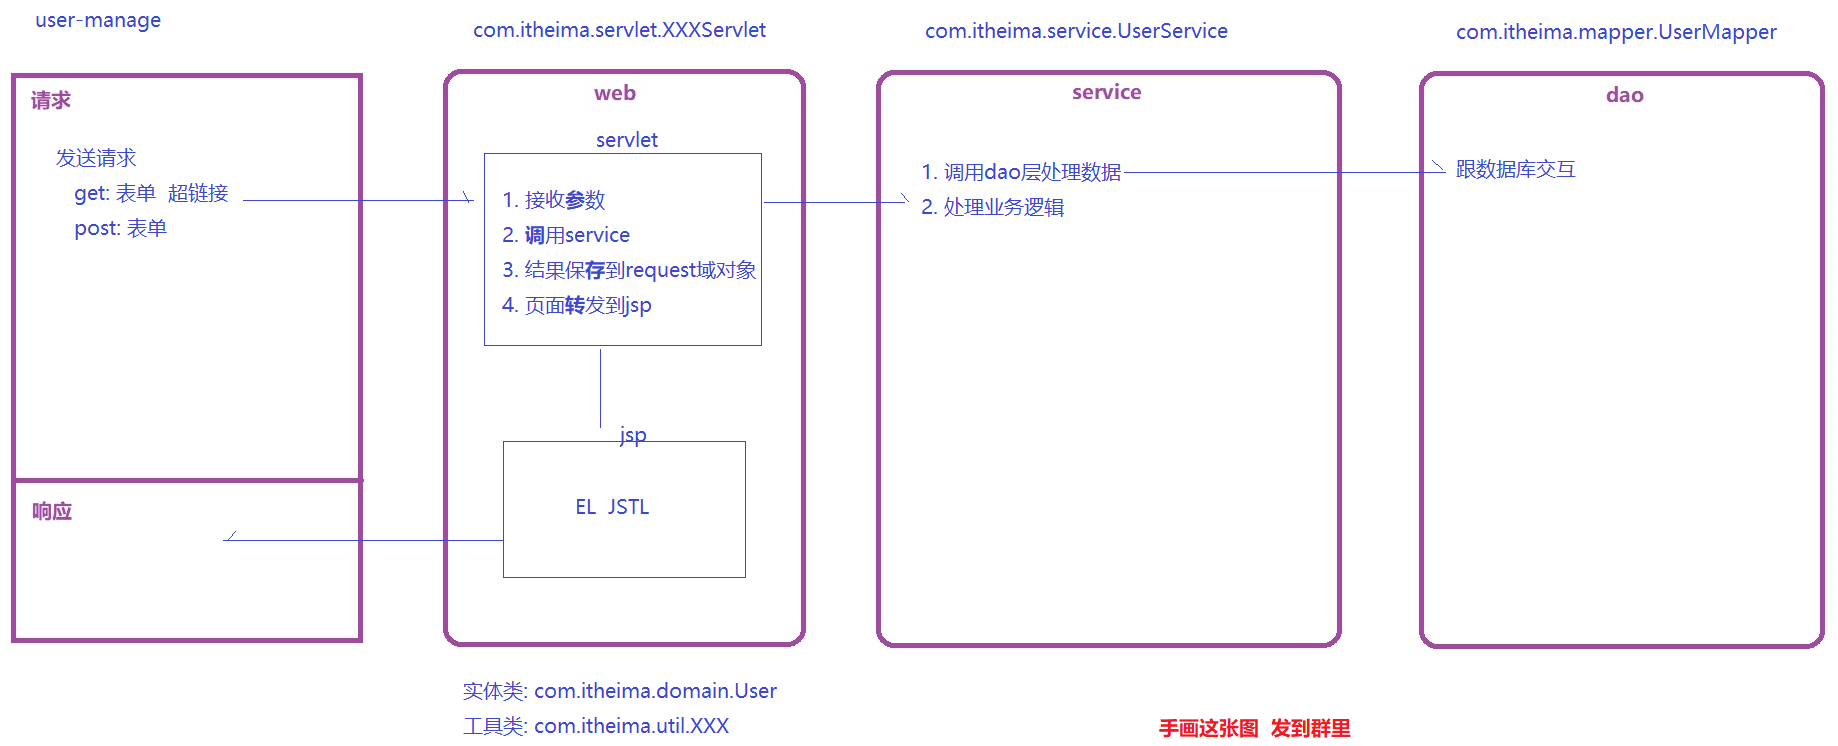 user-manage
com.itheima.servlet.XXXServlet
com.itheima.service.UserService
com.itheima.mapper.UserMapper
请求
发送请求
get: 表单 超链接
post: 表单
响应
web
servlet
1. 接收参数
2. 调用service
3. 结果保存到request域对象
4. 页面转发到jsp
jsp
EL JSTL
service
1. 调用dao层处理数据
2. 处理业务逻辑
dao
跟数据库交互
实体类: com.itheima.domain.User
工具类: com.itheima.util.XXX
手画这张图 发到群里